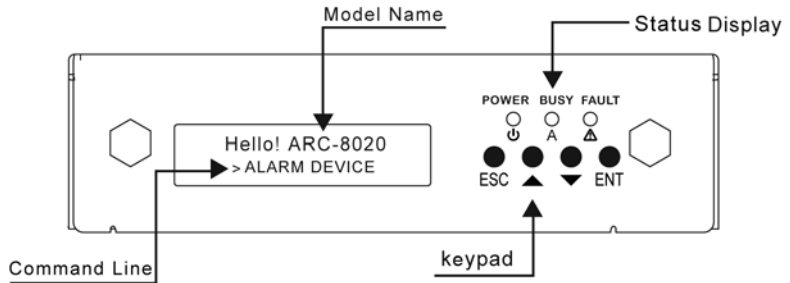 Model Name
Status Display
POWER BUSY FAULT
A
Hello! ARC-8020
>ALARM DEVICE
ESC ▲ ▼ ENT
Command Line
keypad